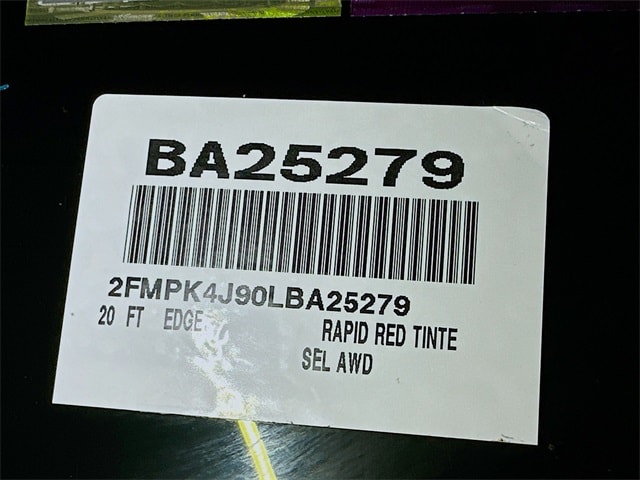 BA25279
2FMPK4J90LBA25279
20 FT EDGE
RAPID RED TINTE
SEL AWD